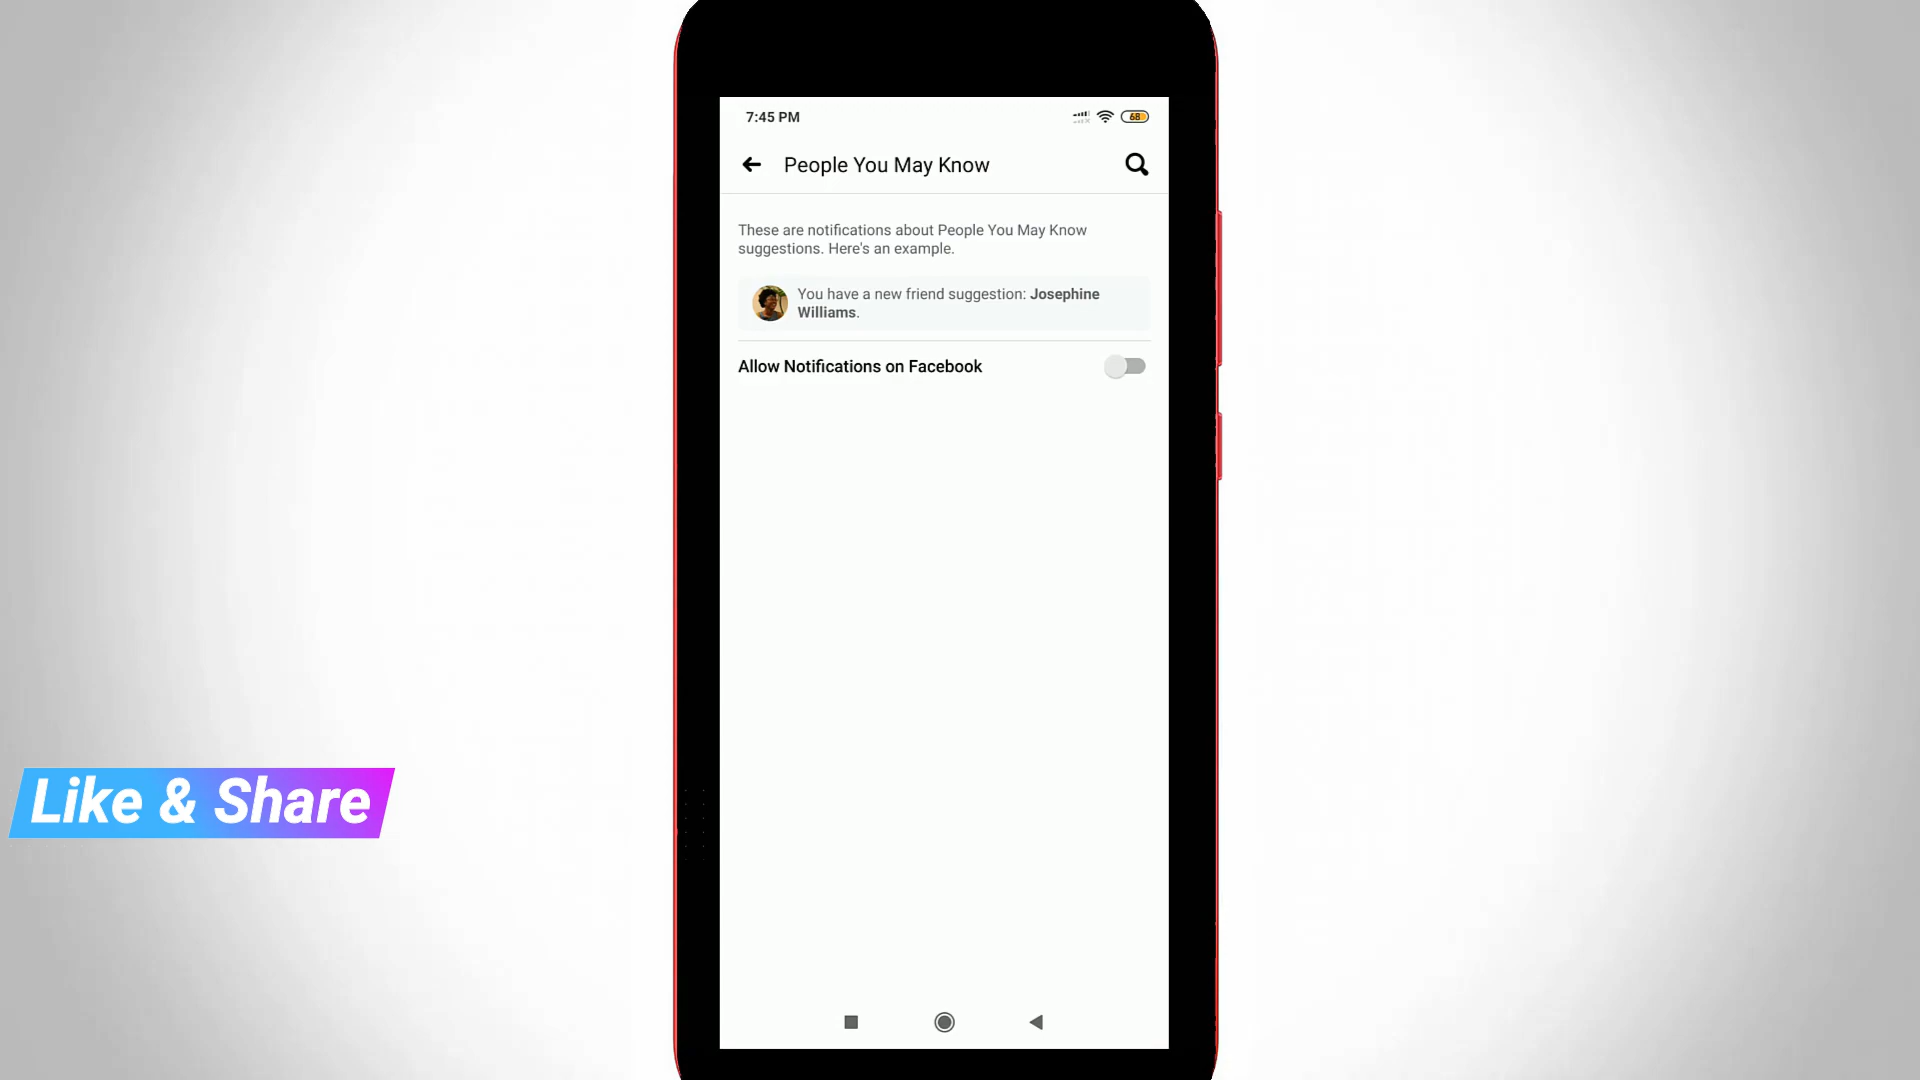 7:45 PM
68
People You May Know
These are notifications about People You May Know
suggestions. Here's an example.
You have a new friend suggestion: Josephine
Williams.
Allow Notifications on Facebook
Like & Share